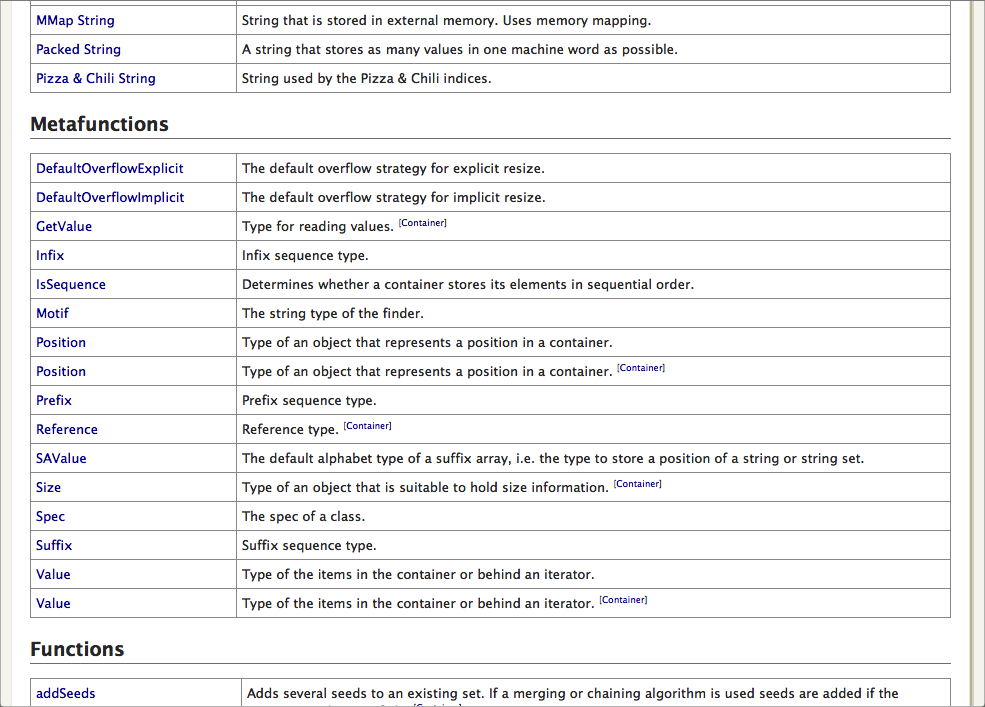 MMap String String that is stored in external memory. Uses memory mapping.
Packed String A string that stores as many values in one machine word as possible.
Pizza & Chili String String used by the Pizza & Chili indices.
Metafunctions
DefaultOverflowExplicit The default overflow strategy for explicit resize.
DefaultOverflowImplicit The default overflow strategy for implicit resize.
GetValue Type for reading values. [Container]
Infix Infix sequence type.
IsSequence Determines whether a container stores its elements in sequential order.
Motif The string type of the finder.
Position Type of an object that represents a position in a container.
Position Type of an object that represents a position in a container. [Container]
Prefix Prefix sequence type.
Reference Reference type. [Container]
SAValue The default alphabet type of a suffix array, i.e. the type to store a position of a string or string set.
Size Type of an object that is suitable to hold size information. [Container]
Spec The spec of a class.
Suffix Suffix sequence type.
Value Type of the items in the container or behind an iterator.
Value Type of the items in the container or behind an iterator. [Container]
Functions
addSeeds Adds several seeds to an existing set. If a merging or chaining algorithm is used seeds are added if the